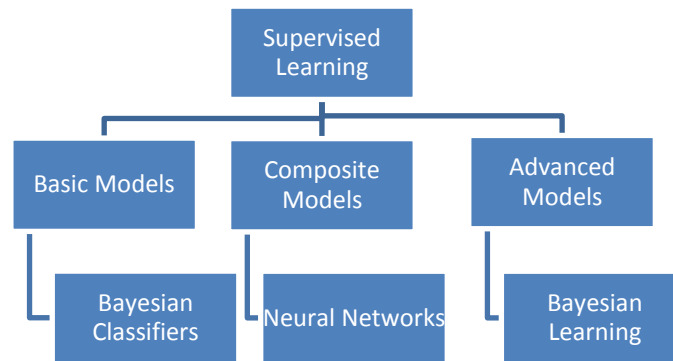 Supervised
Learning
Basic Models
Composite
Models
Advanced
Models
Bayesian
Classifiers
Neural Networks
Bayesian
Learning